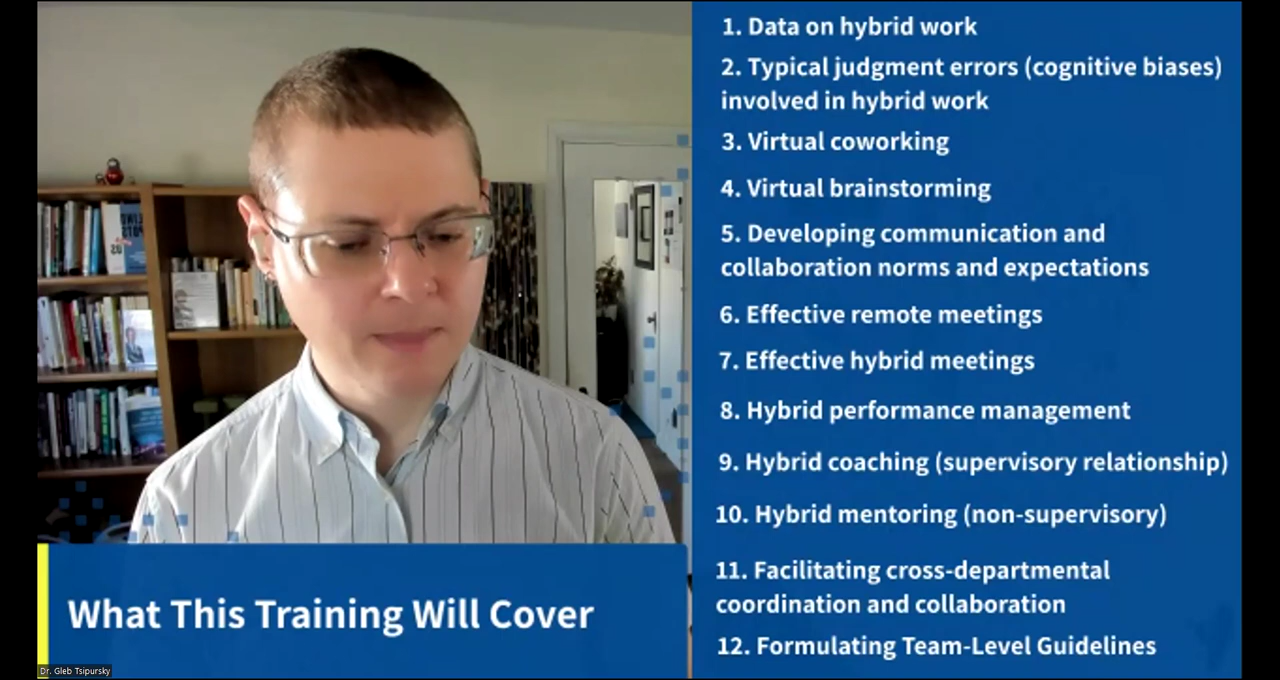 1. Data on hybrid work
2. Typical judgment errors (cognitive biases)
involved in hybrid work
3. Virtual coworking
4. Virtual brainstorming
5. Developing communication and
collaboration norms and expectations
6. Effective remote meetings
7. Effective hybrid meetings
8. Hybrid performance management
9. Hybrid coaching (supervisory relationship)
10. Hybrid mentoring (non-supervisory)
11. Facilitating cross-departmental
coordination and collaboration
12. Formulating Team-Level Guidelines
What This Training Will Cover
Dr. Gleb Tsipursky